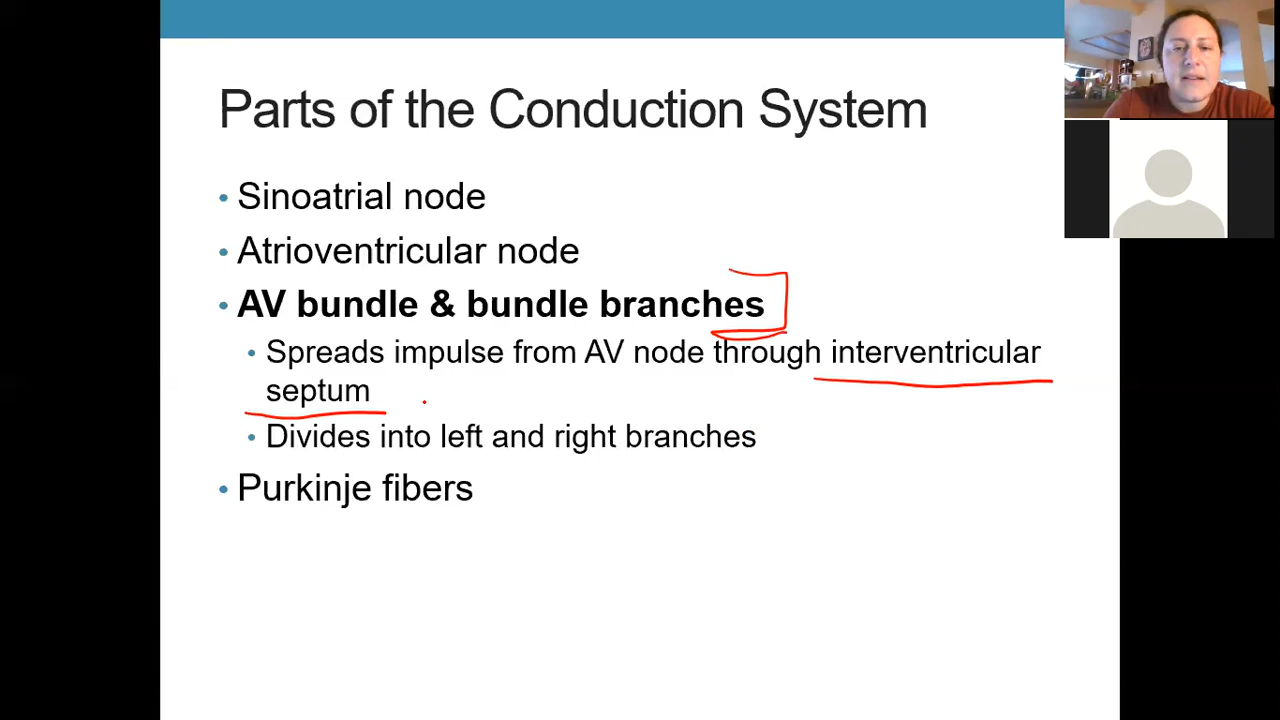 Parts of the Conduction System
• Sinoatrial node
• Atrioventricular node
• AV bundle & bundle branches
• Spreads impulse from AV node through interventricular
septum
• Divides into left and right branches
• Purkinje fibers